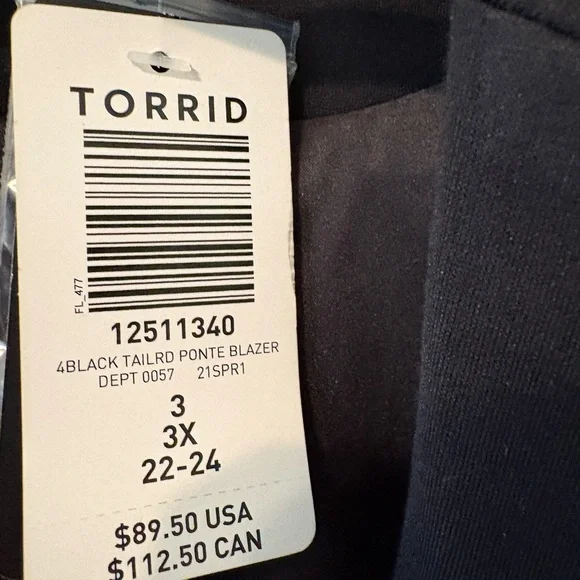 TORRID
FL_477
12511340
4BLACK TAILRD PONTE BLAZER
DEPT 0057 21SPR1
3
3X
22-24
$89.50 USA
$112.50 CAN